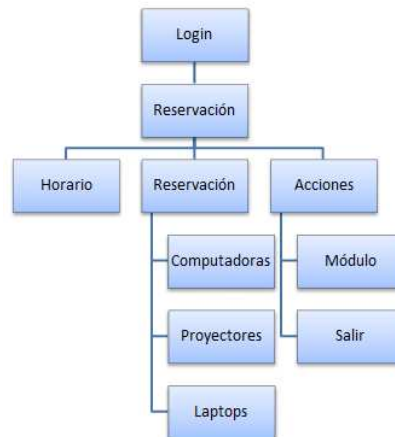 Login
Reservación
Horario
Reservación
Acciones
Computadoras
Módulo
Proyectores
Salir
Laptops